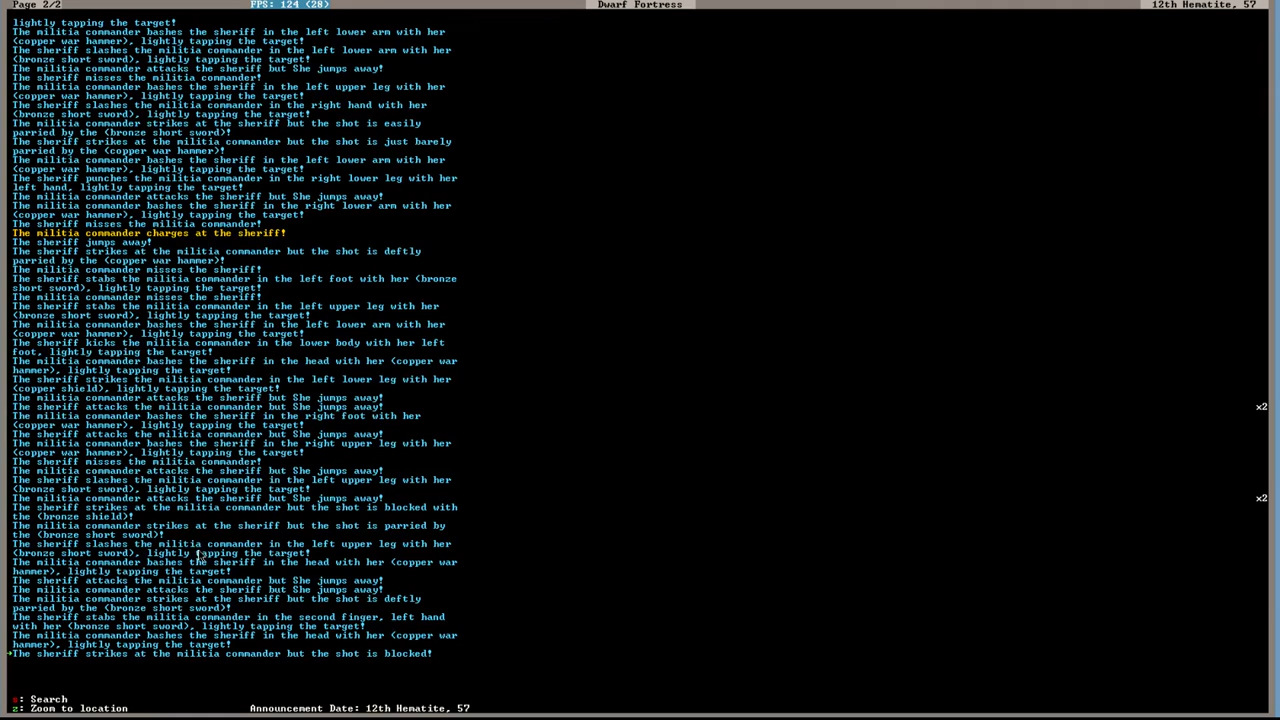 Page 2/2 FPS: 124 (28) Dwarf Fortress 12th Hematite, 57
lightly tapping the target!
The militia commander bashes the sheriff in the left lower arm with her
(copper war hammer), lightly tapping the target!
The sheriff slashes the militia commander in the left lower arm with her
(bronze short sword), lightly tapping the target!
The militia commander attacks the sheriff but She jumps away!
The sheriff misses the militia commander!
The militia commander bashes the sheriff in the left upper leg with her
(copper war hammer), lightly tapping the target!
The sheriff slashes the militia commander in the right hand with her
(bronze short sword), lightly tapping the target!
The militia commander strikes at the sheriff but the shot is easily
parried by the (bronze short sword)!
The sheriff strikes at the militia commander but the shot is just barely
parried by the (copper war hammer)!
The militia commander bashes the sheriff in the left lower arm with her
(copper war hammer), lightly tapping the target!
The sheriff punches the militia commander in the right lower leg with her
left hand, lightly tapping the target!
The militia commander attacks the sheriff but She jumps away!
The militia commander bashes the sheriff in the right lower arm with her
(copper war hammer), lightly tapping the target!
The sheriff misses the militia commander!
The militia commander charges at the sheriff!
The sheriff jumps away!
The sheriff strikes at the militia commander but the shot is deftly
parried by the (copper war hammer)!
The militia commander misses the sheriff!
The sheriff stabs the militia commander in the left foot with her (bronze
short sword), lightly tapping the target!
The militia commander misses the sheriff!
The sheriff stabs the militia commander in the left upper leg with her
(bronze short sword), lightly tapping the target!
The militia commander bashes the sheriff in the left lower arm with her
(copper war hammer), lightly tapping the target!
The sheriff kicks the militia commander in the lower body with her left
foot, lightly tapping the target!
The militia commander bashes the sheriff in the head with her (copper war
hammer), lightly tapping the target!
The sheriff strikes the militia commander in the left lower leg with her
(copper shield), lightly tapping the target!
The militia commander attacks the sheriff but She jumps away!
The sheriff attacks the militia commander but She jumps away! x2
The militia commander bashes the sheriff in the right foot with her
(copper war hammer), lightly tapping the target!
The sheriff attacks the militia commander but She jumps away!
The militia commander bashes the sheriff in the right upper leg with her
(copper war hammer), lightly tapping the target!
The sheriff misses the militia commander!
The militia commander attacks the sheriff but She jumps away!
The sheriff slashes the militia commander in the left upper leg with her
(bronze short sword), lightly tapping the target!
The militia commander attacks the sheriff but She jumps away! x2
The sheriff strikes at the militia commander but the shot is blocked with
the (bronze shield)!
The militia commander strikes at the sheriff but the shot is parried by
the (bronze short sword)!
The sheriff slashes the militia commander in the left upper leg with her
(bronze short sword), lightly tapping the target!
The militia commander bashes the sheriff in the head with her (copper war
hammer), lightly tapping the target!
The sheriff attacks the militia commander but She jumps away!
The militia commander attacks the sheriff but She jumps away!
The militia commander strikes at the sheriff but the shot is deftly
parried by the (bronze short sword)!
The sheriff stabs the militia commander in the second finger, left hand
with her (bronze short sword), lightly tapping the target!
The militia commander bashes the sheriff in the head with her (copper war
hammer), lightly tapping the target!
The sheriff strikes at the militia commander but the shot is blocked!
s: Search
z: Zoom to location Announcement Date: 12th Hematite, 57